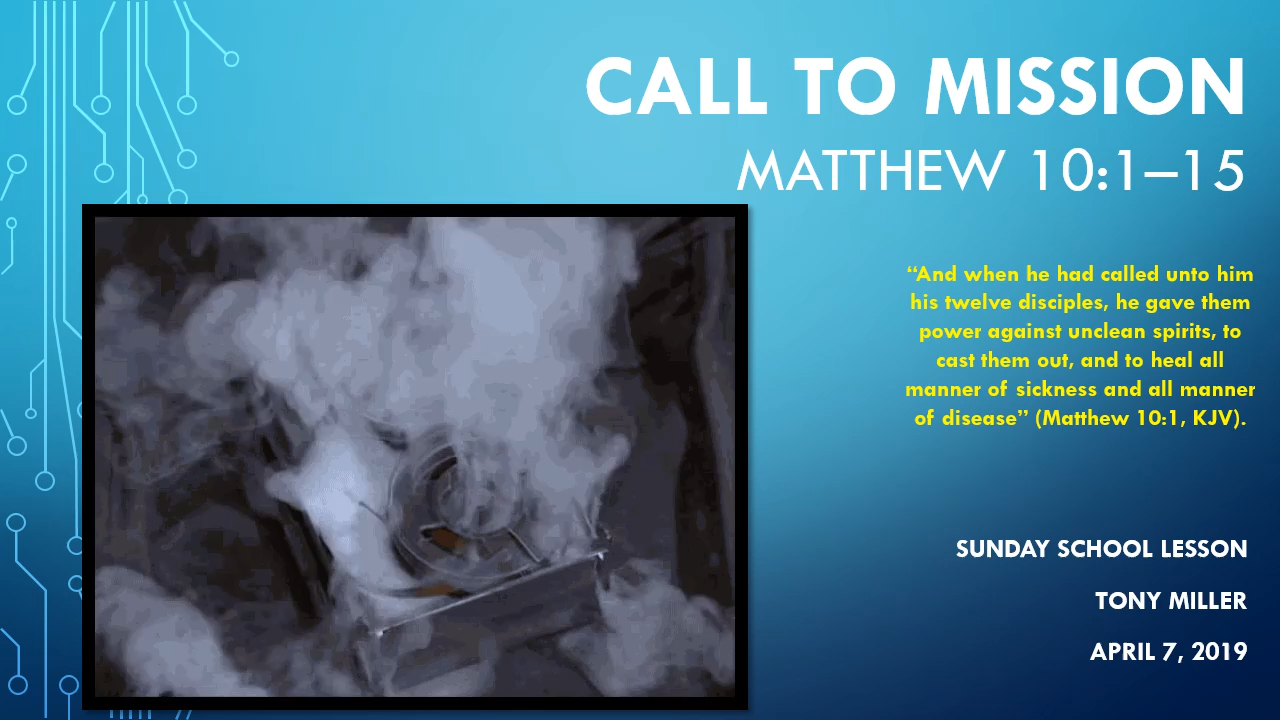 CALL TO MISSION
MATTHEW 10:1–15
“And when he had called unto him
his twelve disciples, he gave them
power against unclean spirits, to
cast them out, and to heal all
manner of sickness and all manner
of disease” (Matthew 10:1, KJV).
SUNDAY SCHOOL LESSON
TONY MILLER
APRIL 7, 2019